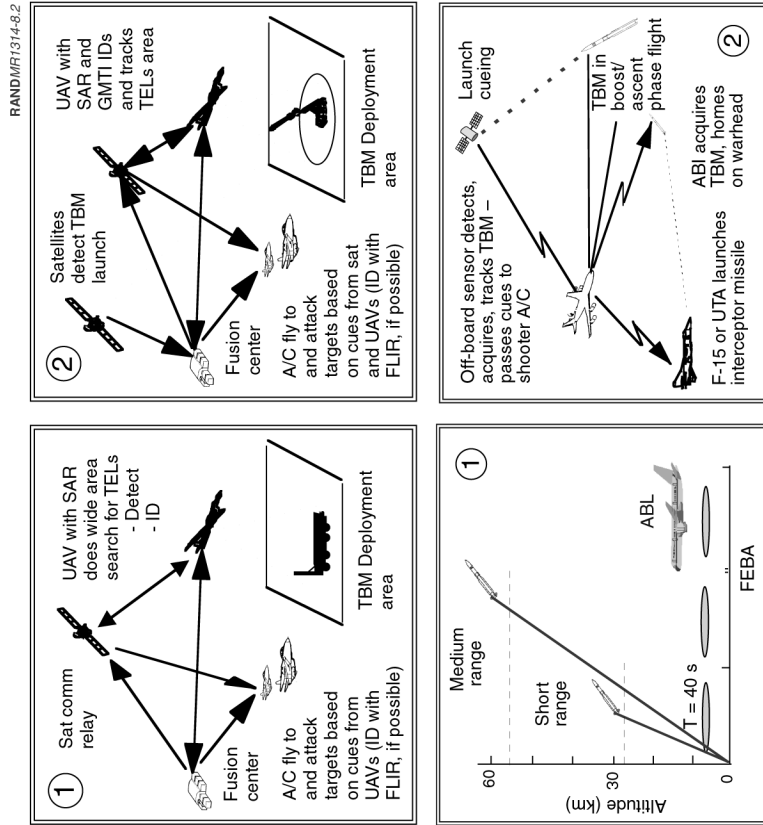 RANDMR1314-8.2
1
Sat comm
relay
UAV with SAR
does wide area
search for TELs
- Detect
- ID
Fusion
center
A/C fly to
and attack
targets based
on cues from
UAVs (ID with
FLIR, if possible)
TBM Deployment
area
2
Satellites
detect TBM
launch
UAV with
SAR and
GMTI IDs
and tracks
TELs area
Fusion
center
A/C fly to
and attack
targets based
on cues from sat
and UAVs (ID with
FLIR, if possible)
TBM Deployment
area
1
Altitude (km)
60
30
0
Medium
range
Short
range
T = 40 s
ABL
FEBA
Off-board sensor detects,
acquires, tracks TBM –
passes cues to
shooter A/C
Launch
cueing
TBM in
boost/
ascent
phase flight
F-15 or UTA launches
interceptor missile
ABI acquires
TBM, homes
on warhead
2